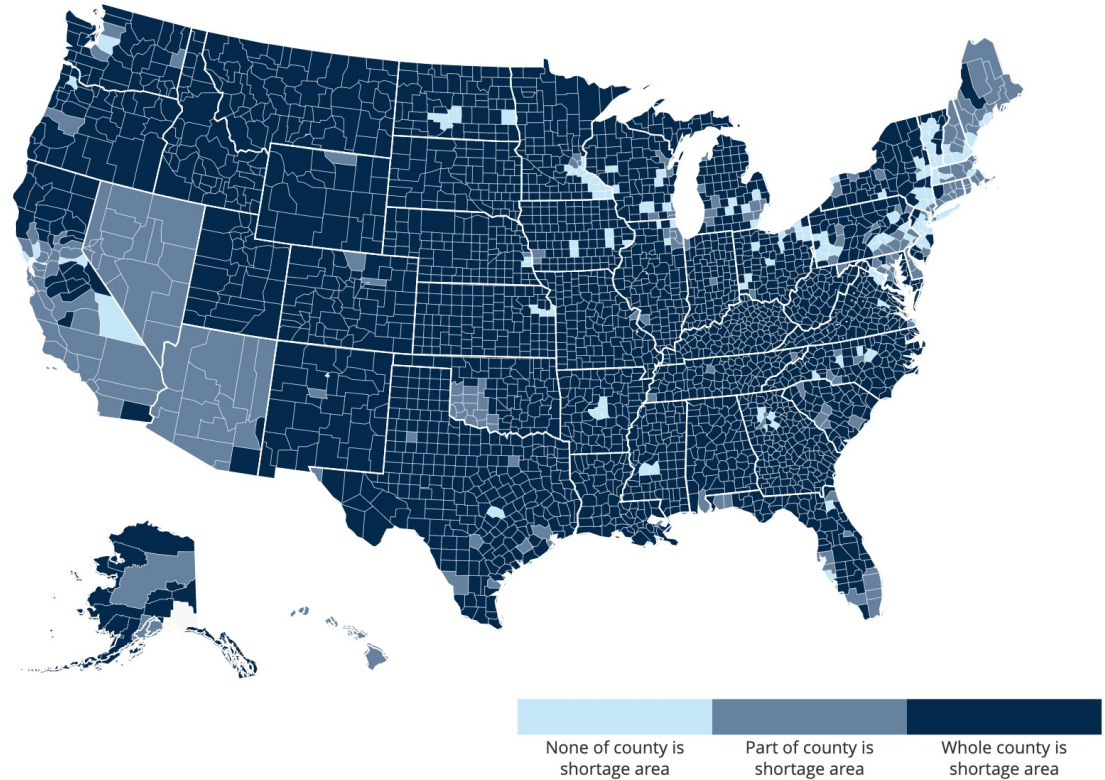 None of county is
shortage area
Part of county is
shortage area
Whole county is
shortage area